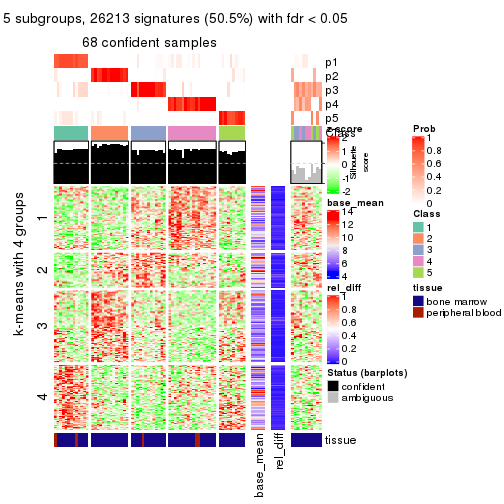 5 subgroups, 26213 signatures (50.5%) with fdr < 0.05
68 confident samples
p1
p2
p3
p4
p5
Class
z-score
2
1
0
-1
-2
Silhouette
score
base_mean
14
12
10
8
6
4
rel_diff
1
0.8
0.6
0.4
0.2
0
Status (barplots)
confident
ambiguous
Prob
1
0.8
0.6
0.4
0.2
0
Class
1
2
3
4
5
tissue
bone marrow
peripheral blood
k-means with 4 groups
1
2
3
4
tissue
base_mean
rel_diff